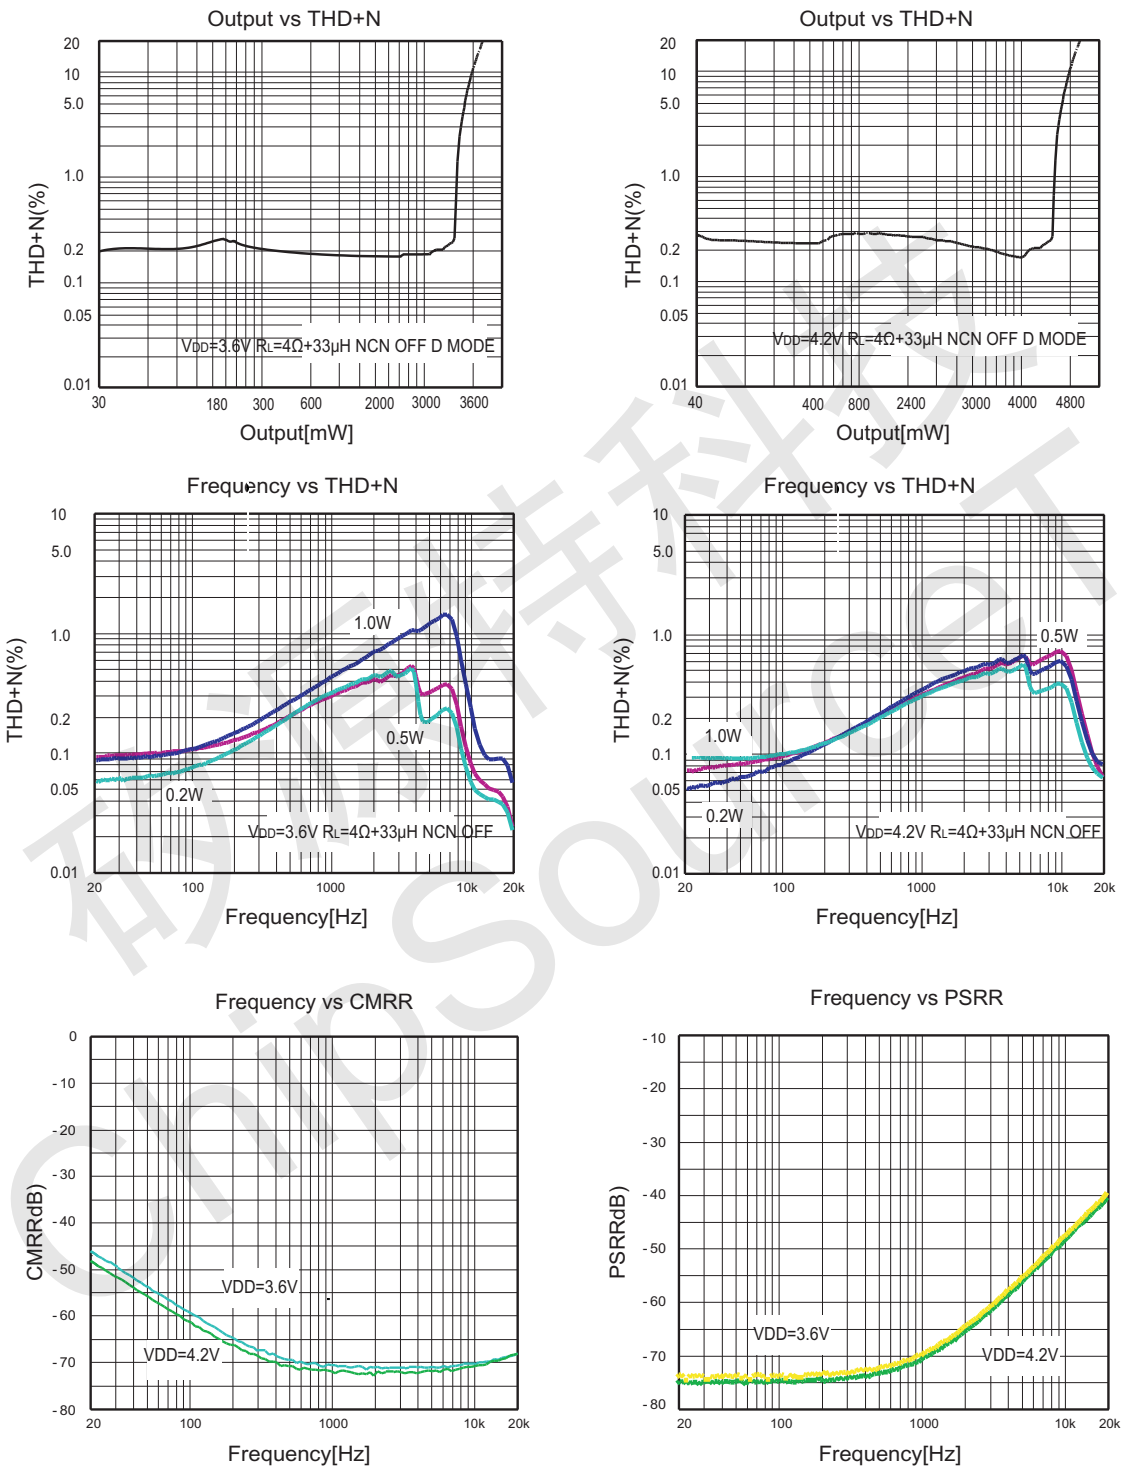 Output vs THD+N
20
10
5.0
1.0
0.2
0.1
0.05
0.01
THD+N(%)
VDD=3.6V RL=4Ω+33µH NCN OFF D MODE
30 180 300 600 2000 3000 3600
Output[mW]
Output vs THD+N
20
10
5.0
1.0
0.2
0.1
0.05
0.01
THD+N(%)
VDD=4.2V RL=4Ω+33µH NCN OFF D MODE
40 400 800 2400 3000 4000 4800
Output[mW]
Frequency vs THD+N
10
5.0
1.0
0.2
0.1
0.05
0.01
THD+N(%)
1.0W
0.5W
0.2W
VDD=3.6V RL=4Ω+33µH NCN OFF
20 100 1000 10k 20k
Frequency[Hz]
Frequency vs THD+N
10
5.0
1.0
0.2
0.1
0.05
0.01
THD+N(%)
0.5W
1.0W
0.2W
VDD=4.2V RL=4Ω+33µH NCN OFF
20 100 1000 10k 20k
Frequency[Hz]
Frequency vs CMRR
0
-10
-20
-30
-40
-50
-60
-70
-80
CMRRdB)
VDD=3.6V
VDD=4.2V
20 100 1000 10k 20k
Frequency[Hz]
Frequency vs PSRR
-10
-20
-30
-40
-50
-60
-70
-80
PSRRdB)
VDD=3.6V
VDD=4.2V
20 100 1000 10k 20k
Frequency[Hz]
矽源特科技
ChipSourceT